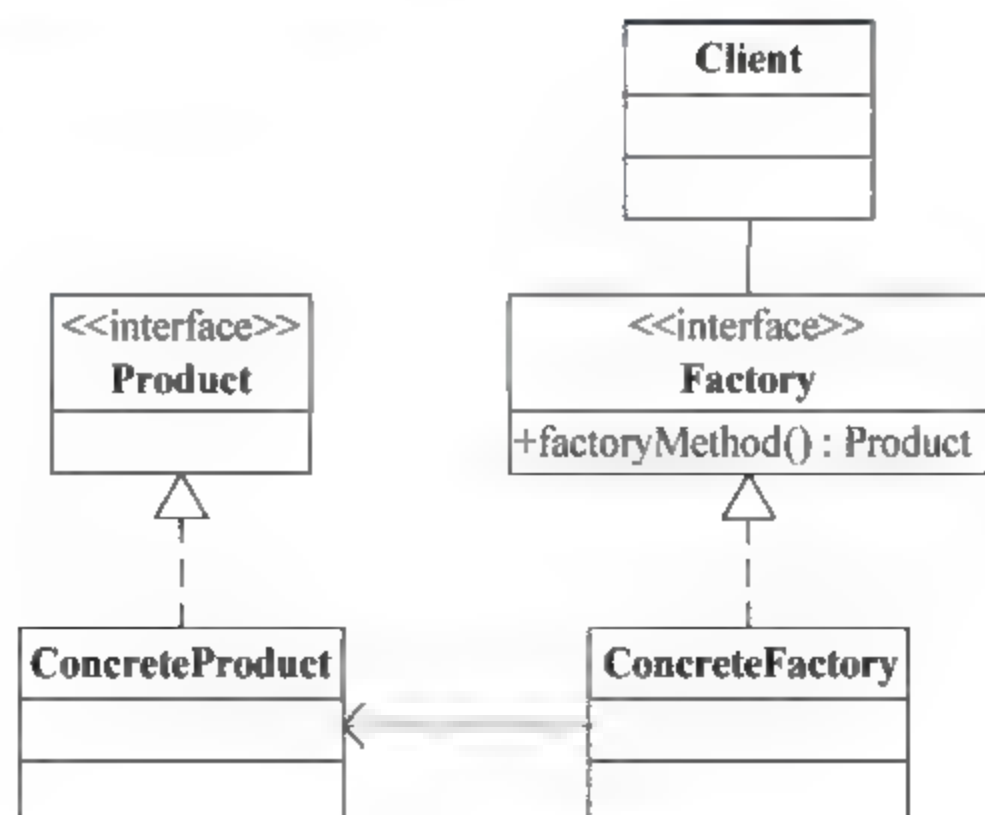 Client
<<interface>>
Product
<<interface>>
Factory
+factoryMethod() : Product
ConcreteProduct
ConcreteFactory